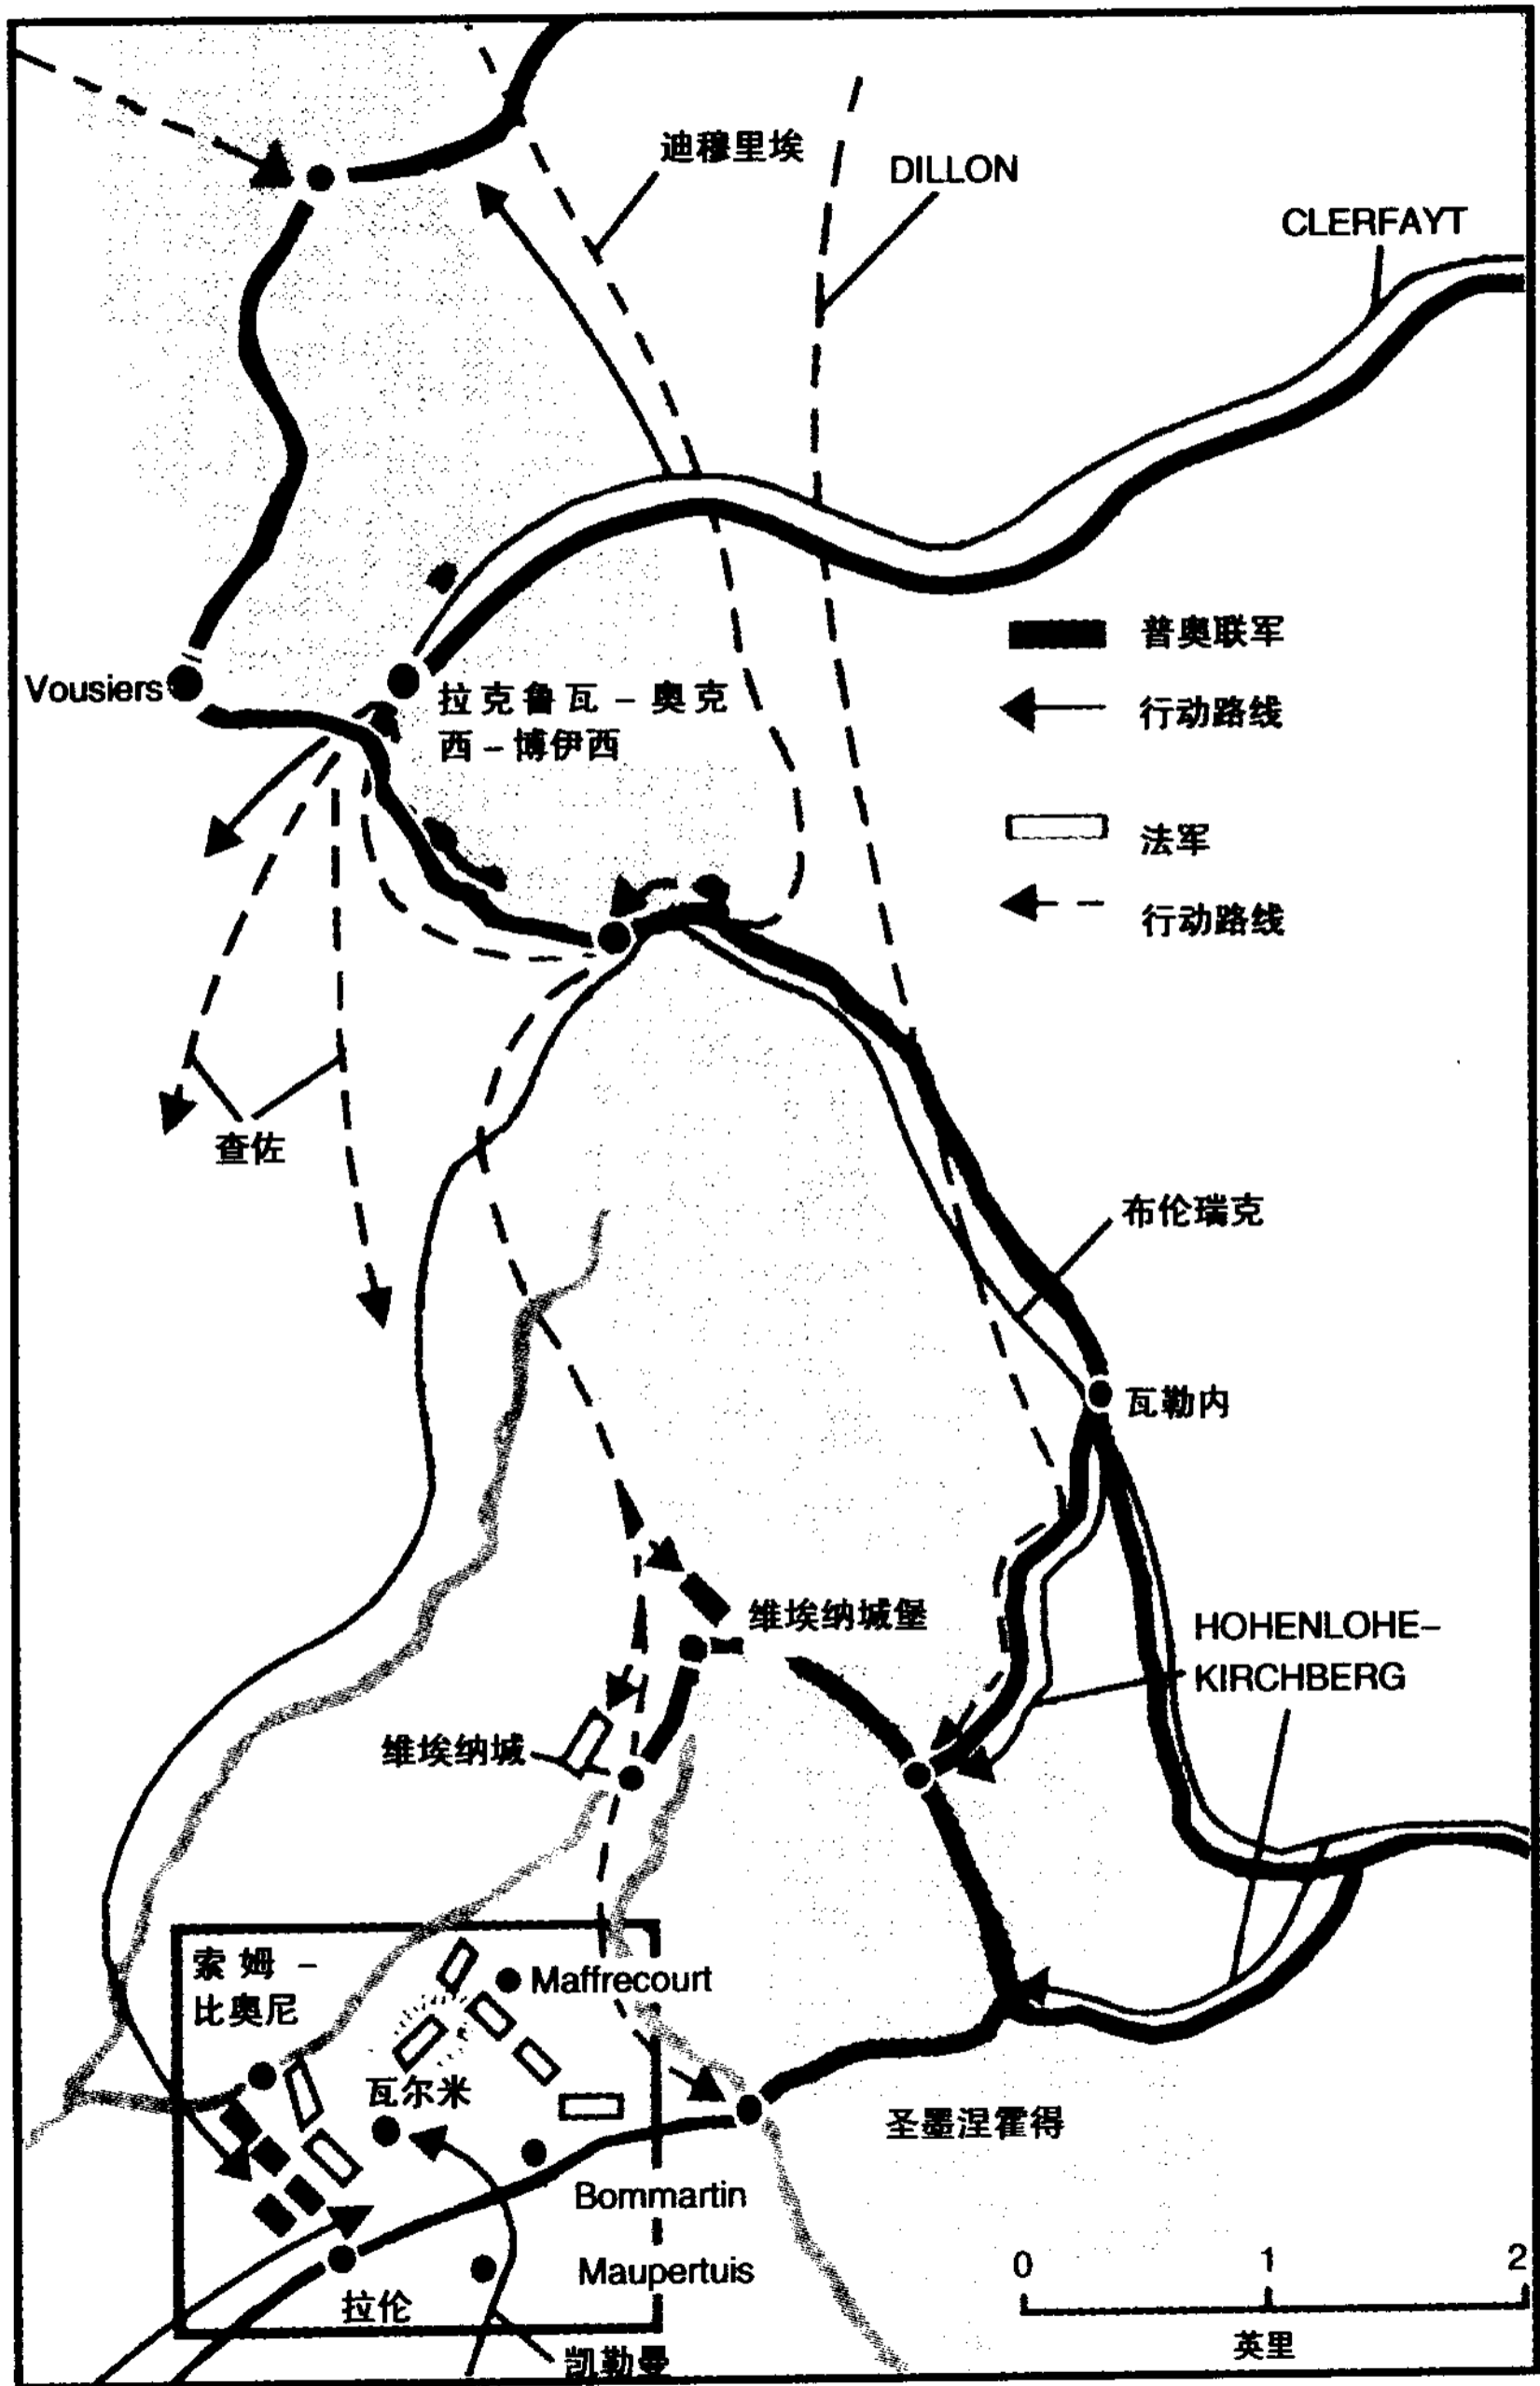 迪穆里埃
DILLON
CLERFAYT
普奥联军
Vousiers
拉克鲁瓦－奥克
西－博伊西
行动路线
法军
行动路线
查佐
布伦瑞克
瓦勒内
维埃纳城堡
HOHENLOHE–
KIRCHBERG
维埃纳城
索姆－
比奥尼
Maffrecourt
瓦尔米
圣墨涅霍得
Bommartin
Maupertuis
拉伦
凯勒曼
0 1 2
英里